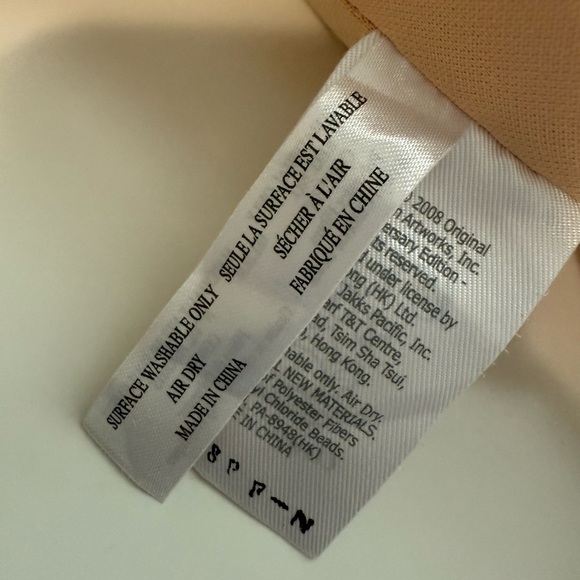 SEULE LA SURFACE EST LAVABLE
SÉCHER À L'AIR
FABRIQUÉ EN CHINE
SURFACE WASHABLE ONLY
AIR DRY
MADE IN CHINA
2008 Original
Artworks, Inc.
Edition -
reserved.
under license by
(HK) Ltd.
Jakks Pacific, Inc.
T&T Centre,
Tsim Sha Tsui,
Hong Kong.
only. Air Dry.
NEW MATERIALS.
Polyester Fibers
Chloride Beads.
PA-8948(HK)
IN CHINA